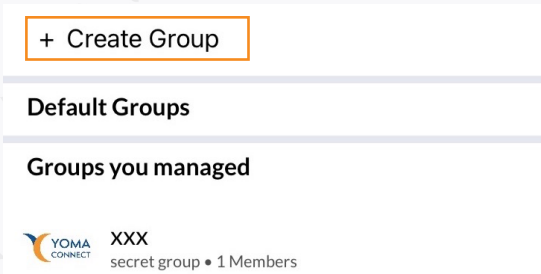 + Create Group
Default Groups
Groups you managed
YOMA
CONNECT
XXX
secret group • 1 Members